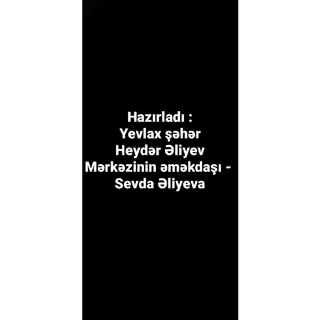 Hazırladı :
Yevlax şəhər
Heydər Əliyev
Mərkəzinin əməkdaşı -
Sevda Əliyeva